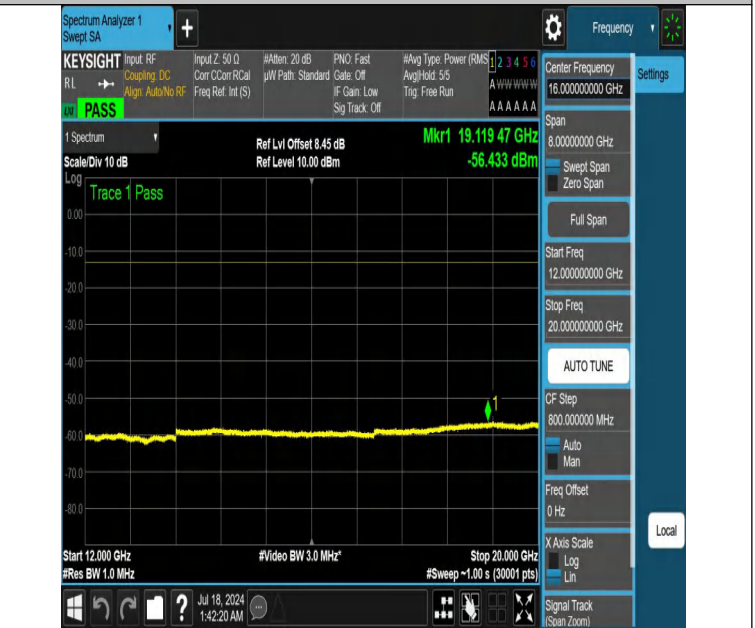 Spectrum Analyzer 1
Swept SA
+
Frequency
KEYSIGHT
RL
PASS
Input: RF
Coupling: DC
Align: Auto/No RF
Input Z: 50 Ω
Corr CCorr RCal
Freq Ref: Int (S)
#Atten: 20 dB
µW Path: Standard
PNO: Fast
Gate: Off
IF Gain: Low
Sig Track: Off
#Avg Type: Power (RMS
Avg|Hold: 5/5
Trig: Free Run
1 2 3 4 5 6
A W W W W W
A A A A A A
Center Frequency
16.000000000 GHz
Settings
Span
8.00000000 GHz
Swept Span
Zero Span
Full Span
Start Freq
12.000000000 GHz
Stop Freq
20.000000000 GHz
AUTO TUNE
CF Step
800.000000 MHz
Auto
Man
Freq Offset
0 Hz
X Axis Scale
Log
Lin
Signal Track
(Span Zoom)
Local
1 Spectrum
Scale/Div 10 dB
Ref Lvl Offset 8.45 dB
Ref Level 10.00 dBm
Mkr1 19.119 47 GHz
-56.433 dBm
Log
Trace 1 Pass
0.00
-10.0
-20.0
-30.0
-40.0
-50.0
-60.0
-70.0
-80.0
1
Start 12.000 GHz
#Res BW 1.0 MHz
#Video BW 3.0 MHz*
Stop 20.000 GHz
#Sweep ~1.00 s (30001 pts)
?
Jul 18, 2024
1:42:20 AM